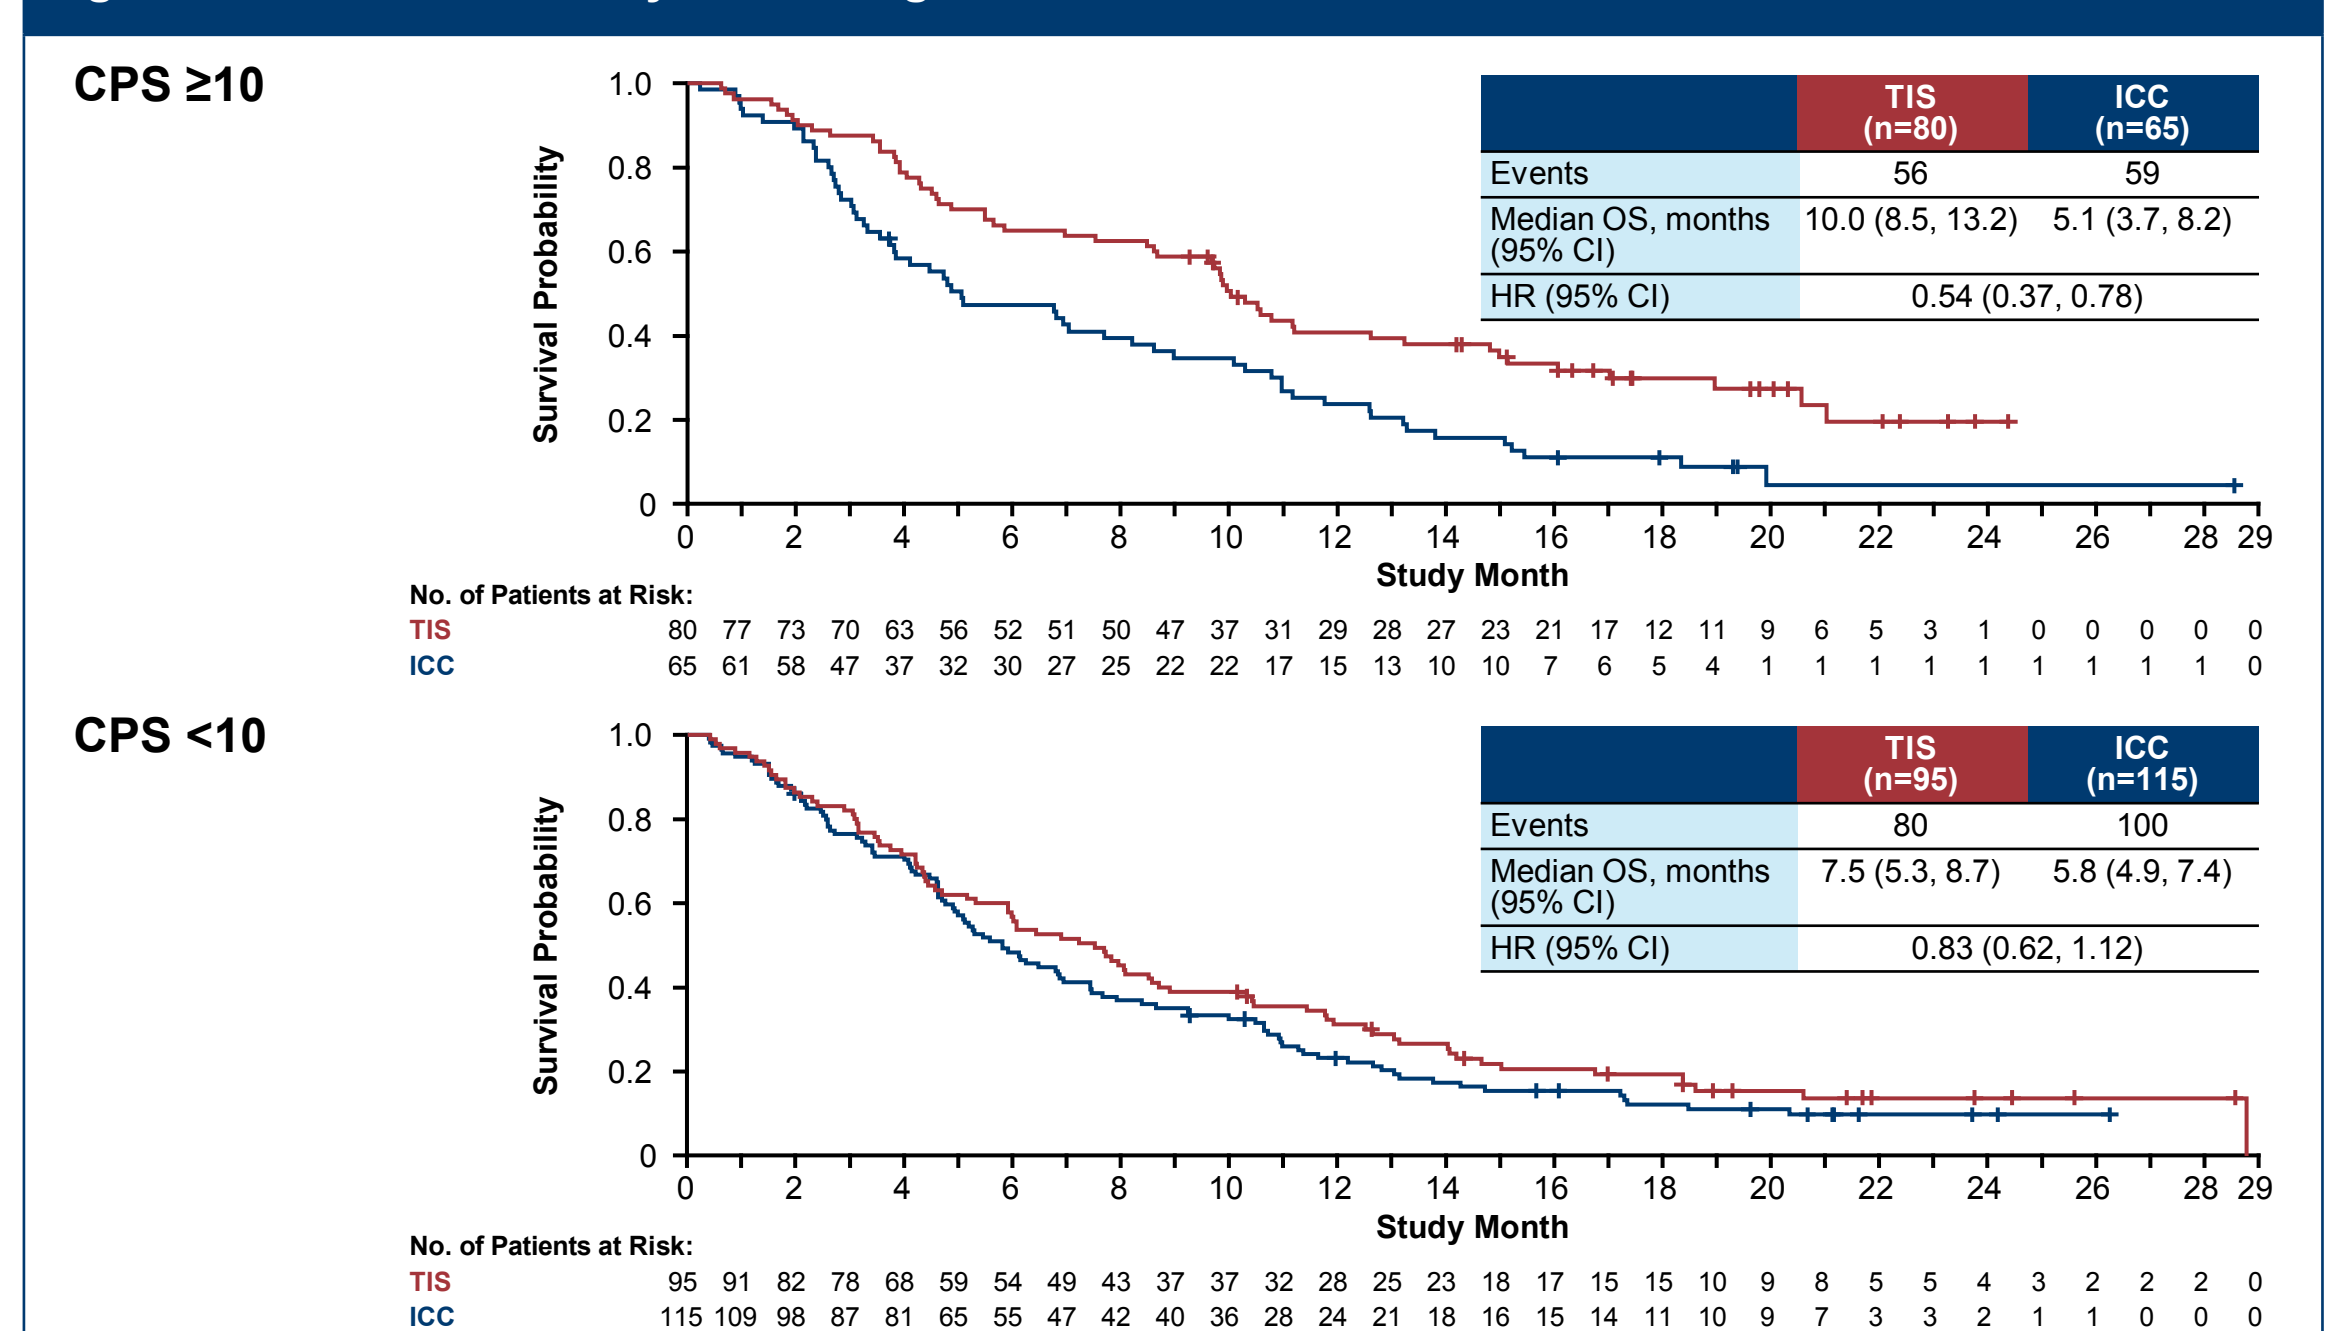 CPS ≥10
Survival Probability
1.0
0.8
0.6
0.4
0.2
0
0 2 4 6 8 10 12 14 16 18 20 22 24 26 28 29
Study Month
TIS (n=80) ICC (n=65)
Events 56 59
Median OS, months (95% CI) 10.0 (8.5, 13.2) 5.1 (3.7, 8.2)
HR (95% CI) 0.54 (0.37, 0.78)
No. of Patients at Risk:
TIS 80 77 73 70 63 56 52 51 50 47 37 31 29 28 27 23 21 17 12 11 9 6 5 3 1 0 0 0 0 0
ICC 65 61 58 47 37 32 30 27 25 22 22 17 15 13 10 10 7 6 5 4 1 1 1 1 1 1 1 1 1 0
CPS <10
Survival Probability
1.0
0.8
0.6
0.4
0.2
0
0 2 4 6 8 10 12 14 16 18 20 22 24 26 28 29
Study Month
TIS (n=95) ICC (n=115)
Events 80 100
Median OS, months (95% CI) 7.5 (5.3, 8.7) 5.8 (4.9, 7.4)
HR (95% CI) 0.83 (0.62, 1.12)
No. of Patients at Risk:
TIS 95 91 82 78 68 59 54 49 43 37 37 32 28 25 23 18 17 15 15 10 9 8 5 5 4 3 2 2 2 0
ICC 115 109 98 87 81 65 55 47 42 40 36 28 24 21 18 16 15 14 11 10 9 7 3 3 2 1 1 0 0 0